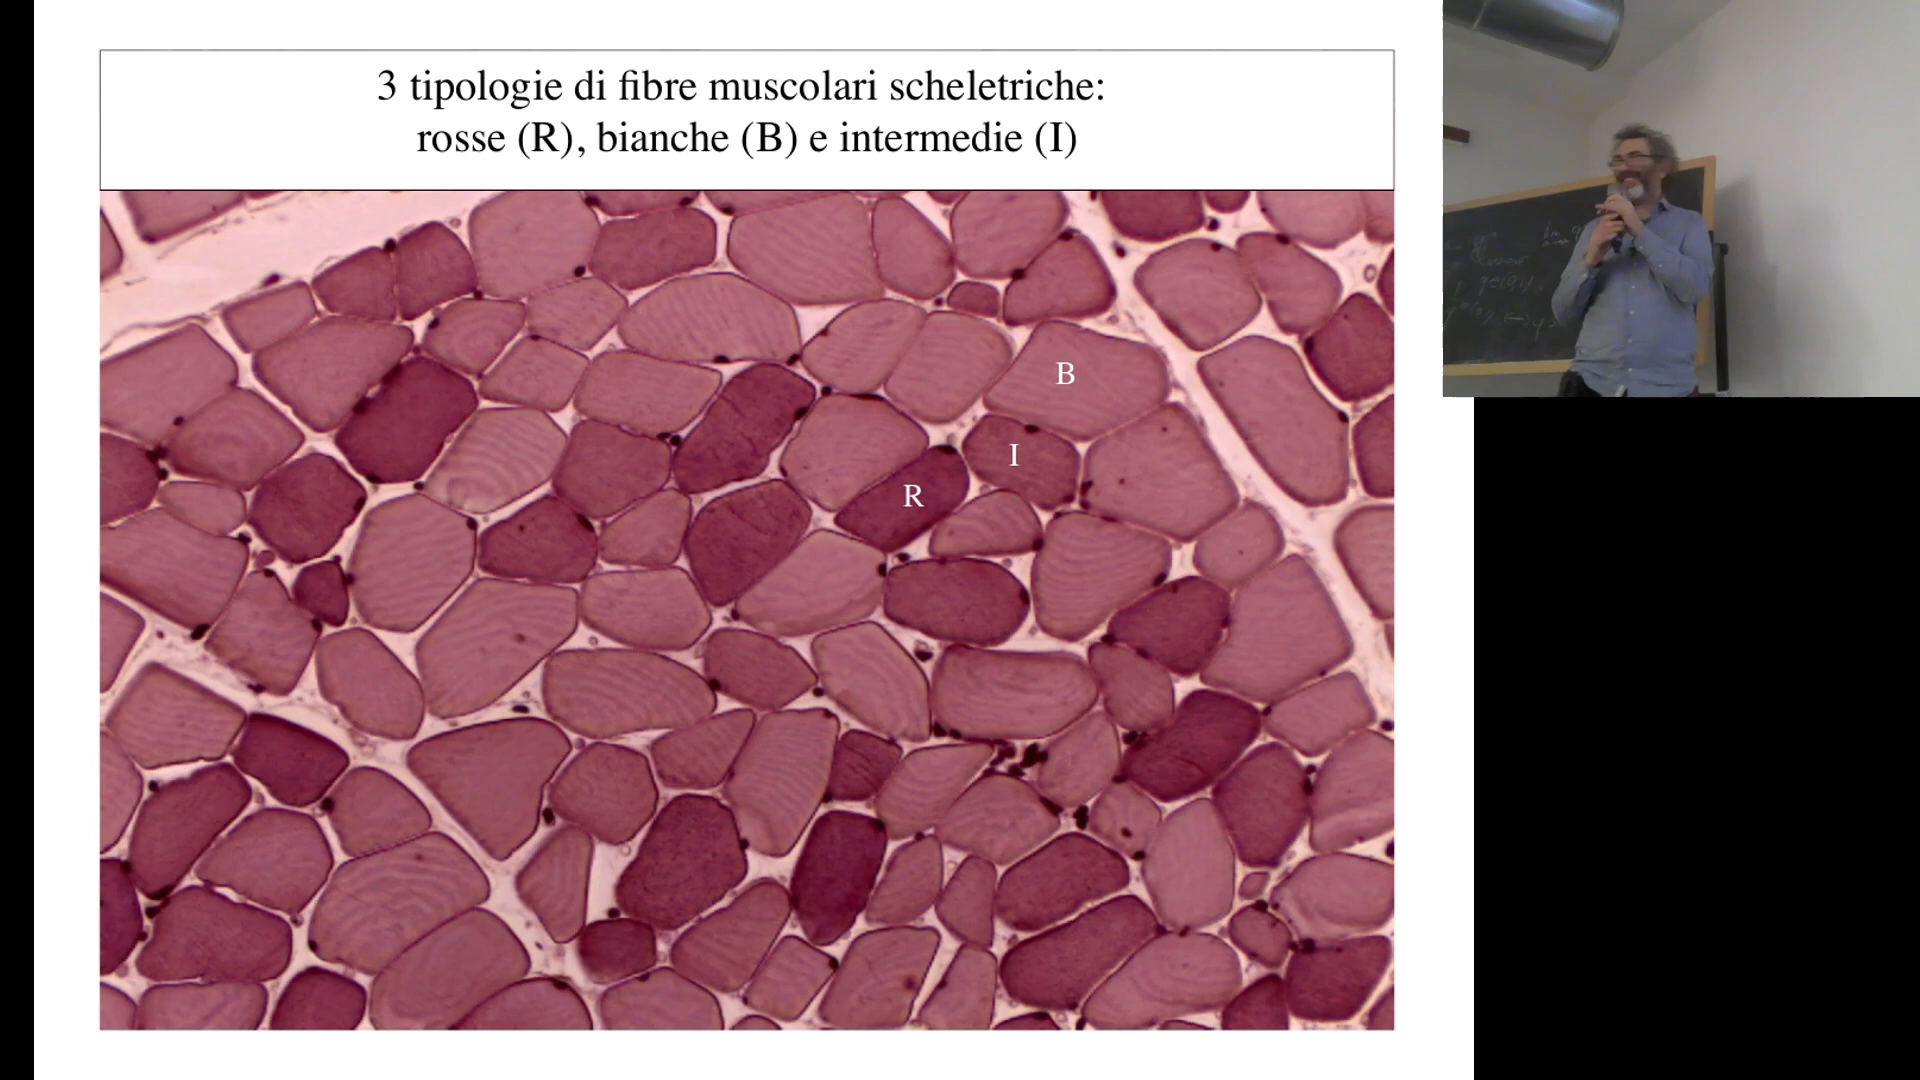 3 tipologie di fibre muscolari scheletriche:
rosse (R), bianche (B) e intermedie (I)
B
I
R